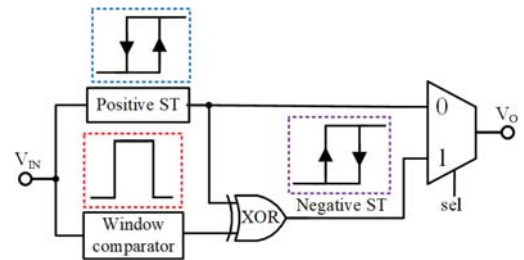 Positive ST
0
V_O
V_IN
1
Negative ST
sel
Window
comparator
XOR